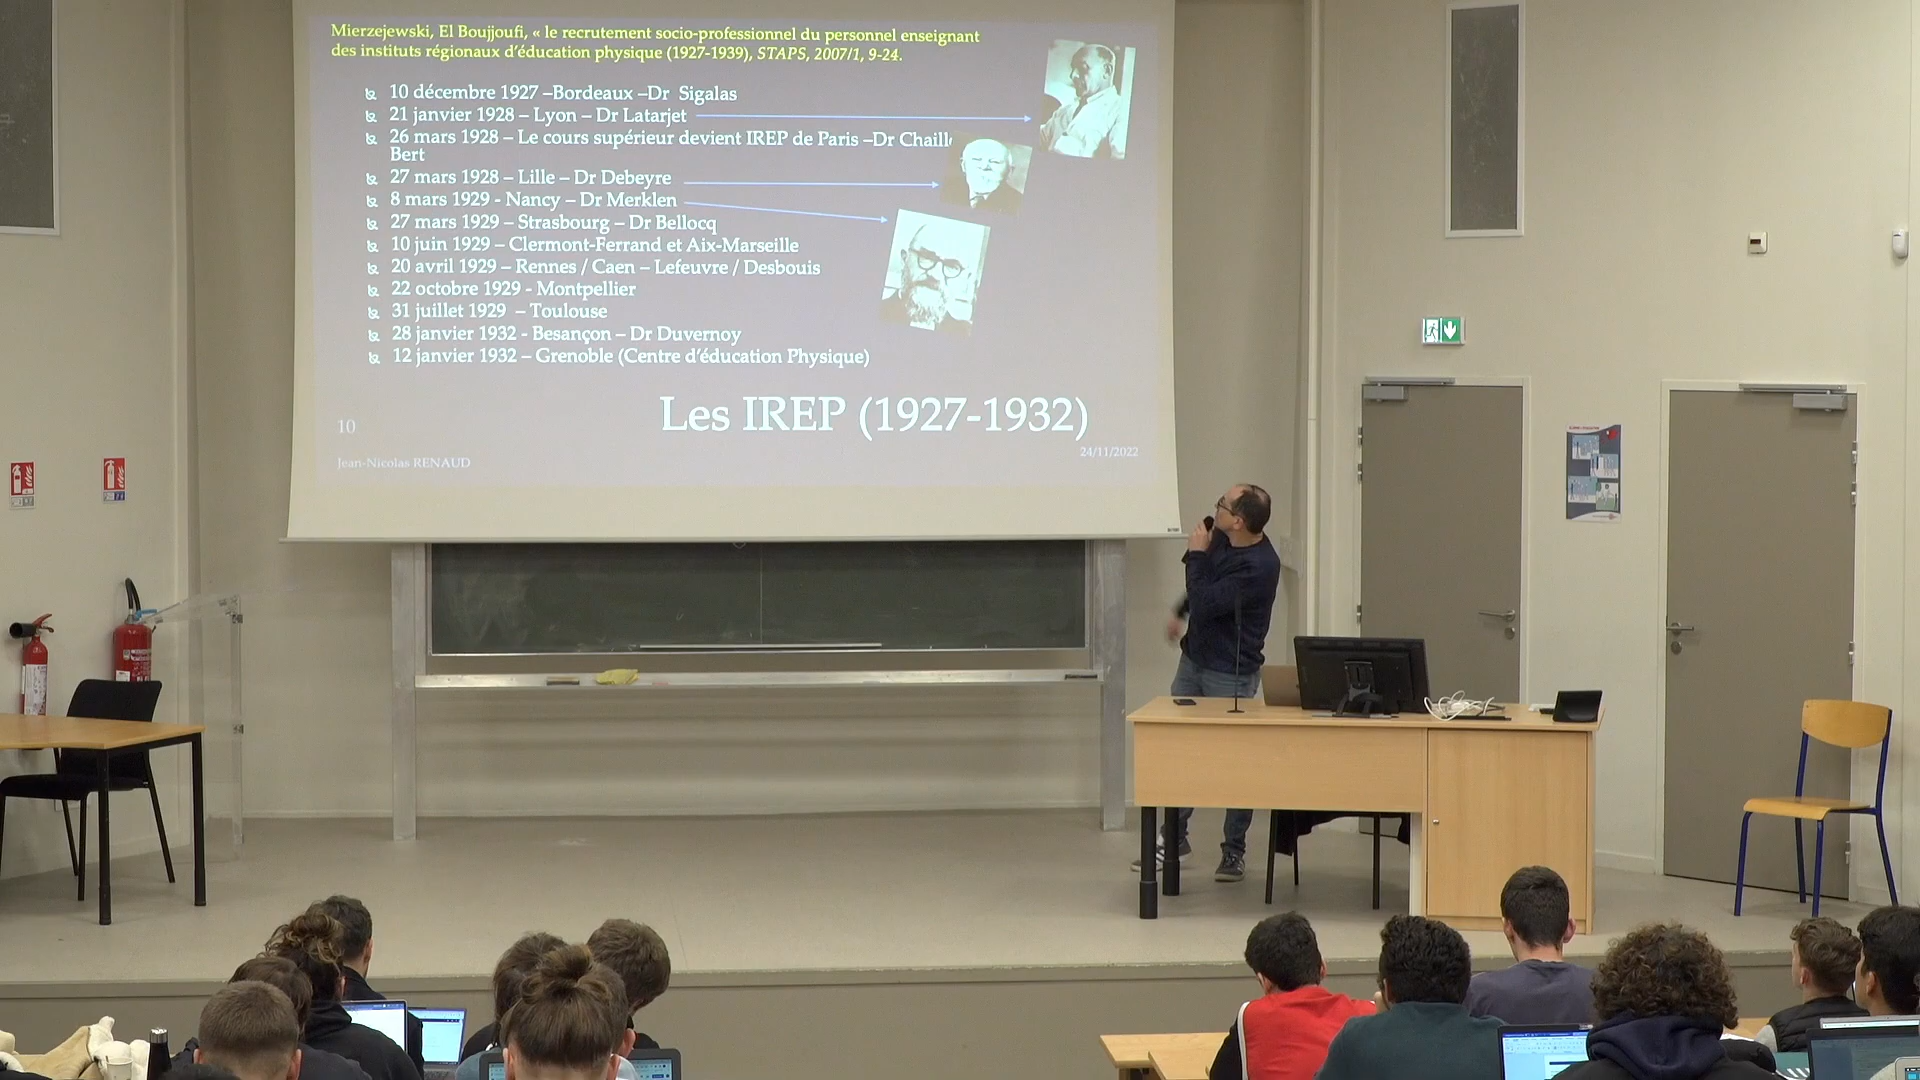 Mierzejewski, El Boujjoufi, « le recrutement socio-professionnel du personnel enseignant
des instituts régionaux d'éducation physique (1927-1939), STAPS, 2007/1, 9-24.
10 décembre 1927 –Bordeaux –Dr Sigalas
21 janvier 1928 – Lyon – Dr Latarjet
26 mars 1928 – Le cours supérieur devient IREP de Paris –Dr Chaill
Bert
27 mars 1928 – Lille – Dr Debeyre
8 mars 1929 - Nancy – Dr Merklen
27 mars 1929 – Strasbourg – Dr Bellocq
10 juin 1929 – Clermont-Ferrand et Aix-Marseille
20 avril 1929 – Rennes / Caen – Lefeuvre / Desbouis
22 octobre 1929 - Montpellier
31 juillet 1929 – Toulouse
28 janvier 1932 - Besançon – Dr Duvernoy
12 janvier 1932 – Grenoble (Centre d'éducation Physique)
Les IREP (1927-1932)
10
Jean-Nicolas RENAUD
24/11/2022